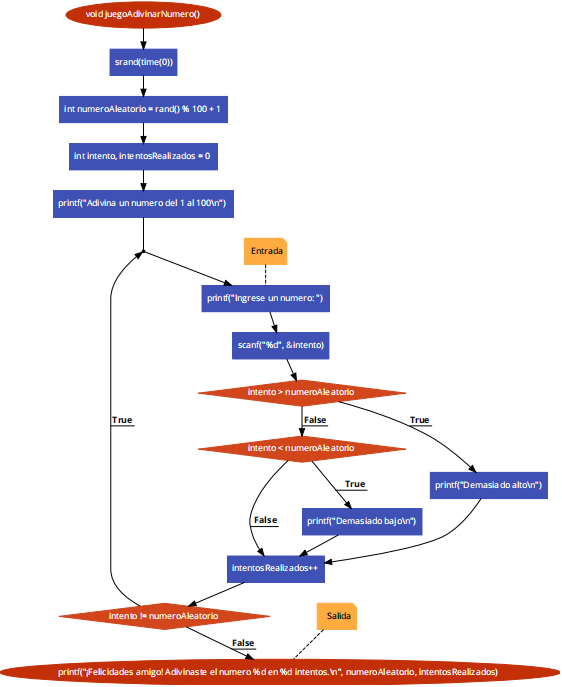 void juegoAdivinarNumero()
srand(time(0))
int numeroAleatorio = rand() % 100 + 1
int intento, intentosRealizados = 0
printf("Adivina un numero del 1 al 100\n")
Entrada
printf("Ingrese un numero: ")
scanf("%d", &intento)
intento > numeroAleatorio
True
False
True
intento < numeroAleatorio
printf("Demasiado alto\n")
True
False
printf("Demasiado bajo\n")
intentosRealizados++
intento != numeroAleatorio
Salida
False
printf("¡Felicidades amigo! Adivinaste el numero %d en %d intentos.\n", numeroAleatorio, intentosRealizados)